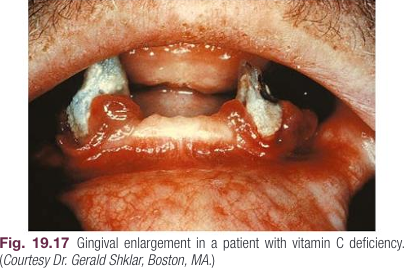 Fig. 19.17 Gingival enlargement in a patient with vitamin C deficiency.
(Courtesy Dr. Gerald Shklar, Boston, MA.)